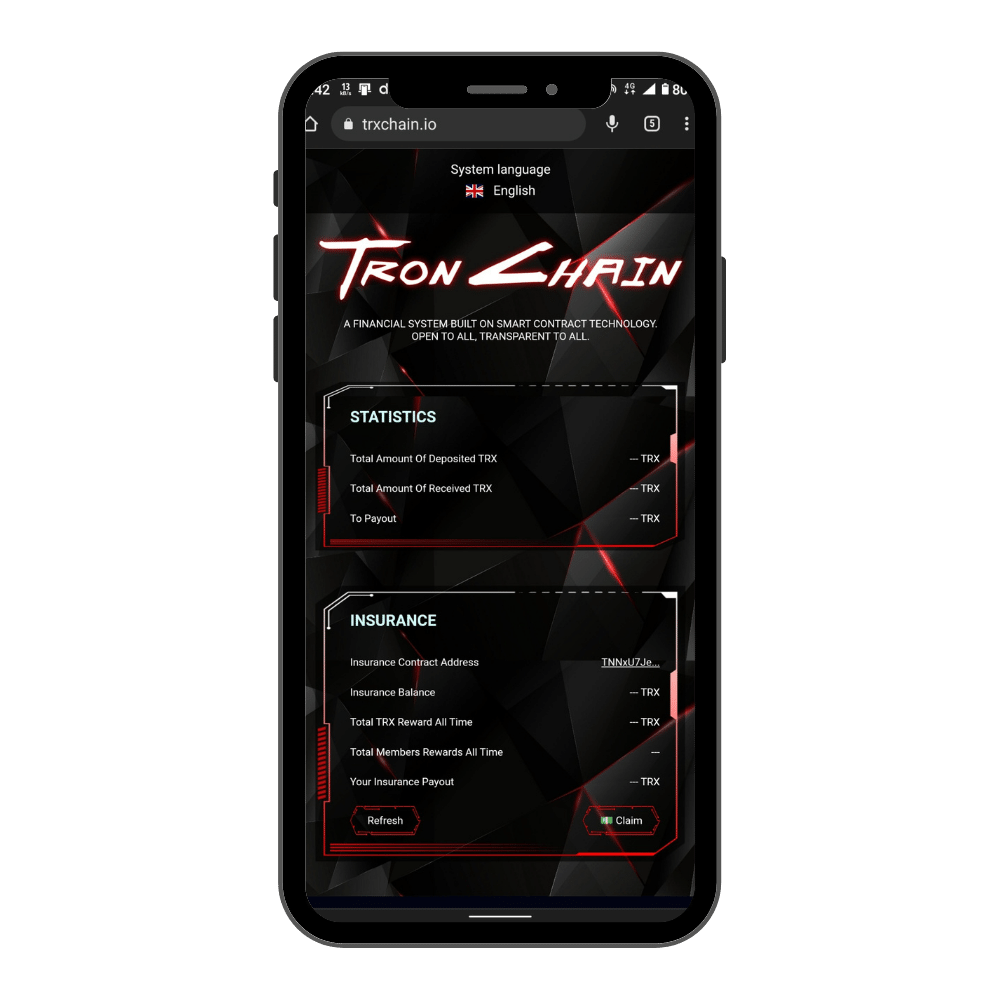 :42 13 kB/s d 4G 80
trxchain.io 5
System language
English
TRON CHAIN
A FINANCIAL SYSTEM BUILT ON SMART CONTRACT TECHNOLOGY.
OPEN TO ALL, TRANSPARENT TO ALL.
STATISTICS
Total Amount Of Deposited TRX --- TRX
Total Amount Of Received TRX --- TRX
To Payout --- TRX
INSURANCE
Insurance Contract Address TNNxU7Je...
Insurance Balance --- TRX
Total TRX Reward All Time --- TRX
Total Members Rewards All Time ---
Your Insurance Payout --- TRX
Refresh Claim